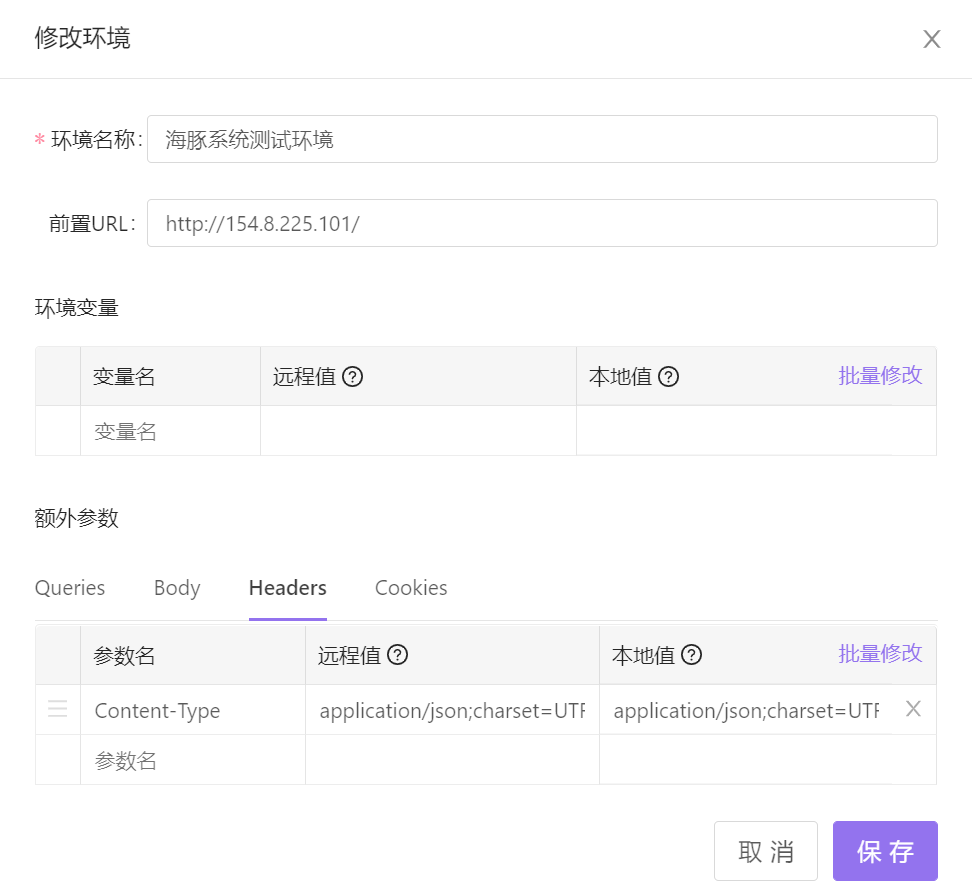 修改环境
* 环境名称: 海豚系统测试环境
前置URL: http://154.8.225.101/
环境变量
变量名 远程值 本地值 批量修改
变量名
额外参数
Queries Body Headers Cookies
参数名 远程值 本地值 批量修改
Content-Type application/json;charset=UTF application/json;charset=UTF
参数名
取 消 保 存